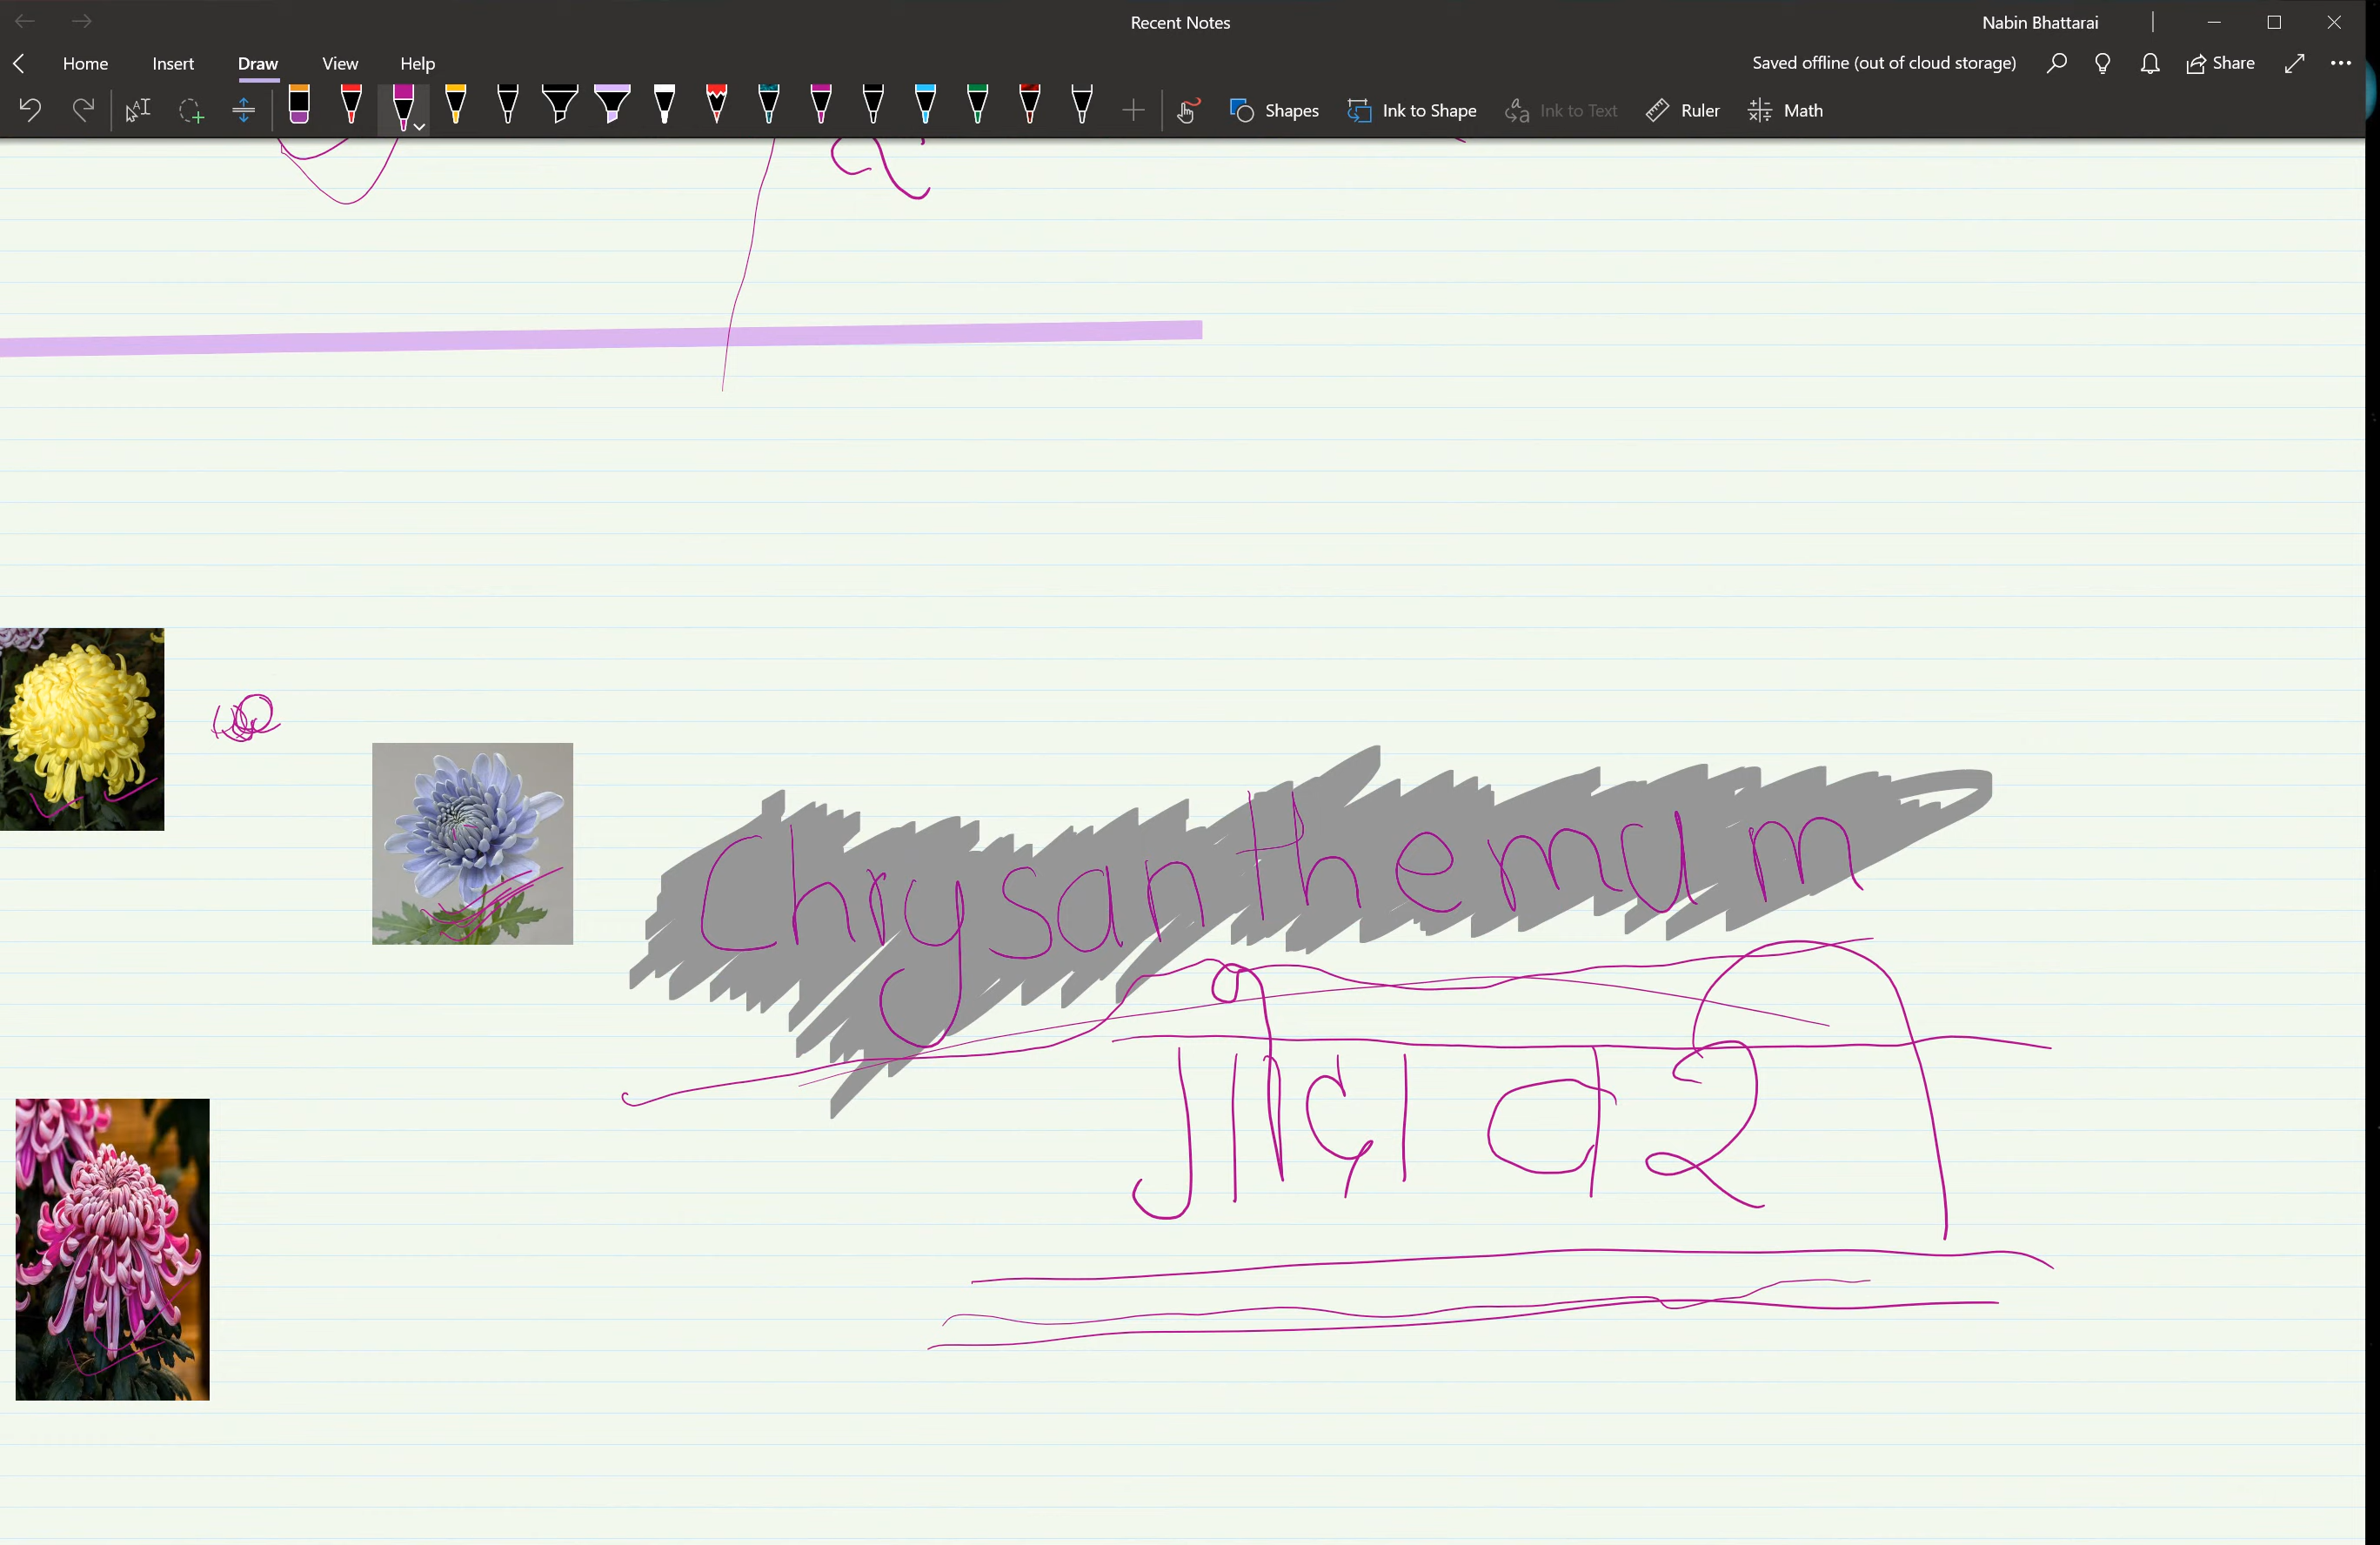 Recent Notes
Nabin Bhattarai
Home Insert Draw View Help
Saved offline (out of cloud storage)
Share
Shapes
Ink to Shape
Ink to Text
Ruler
Math
Chrysanthemum
गोदावरी